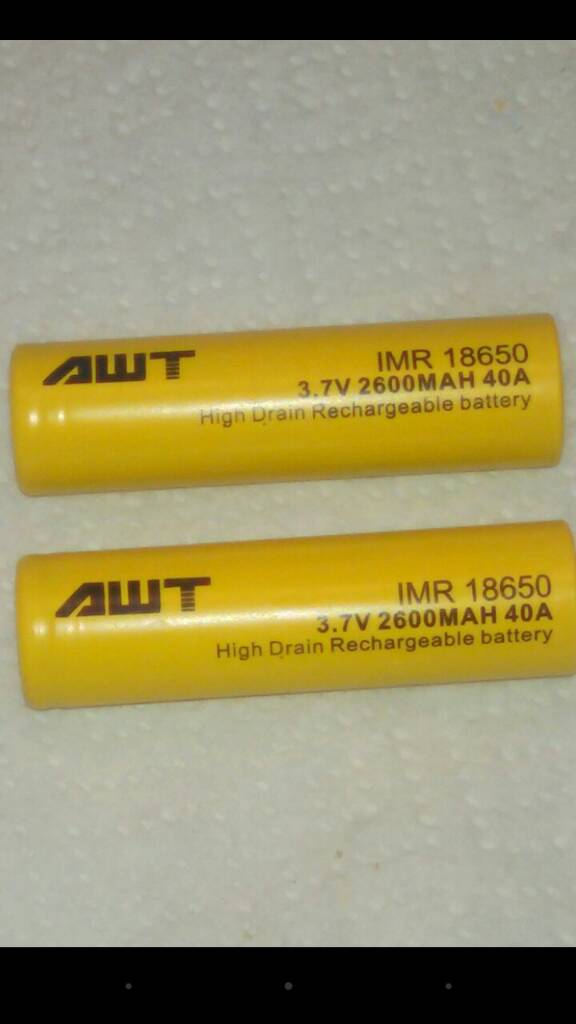 AWT
IMR 18650
3.7V 2600MAH 40A
High Drain Rechargeable battery
AWT
IMR 18650
3.7V 2600MAH 40A
High Drain Rechargeable battery